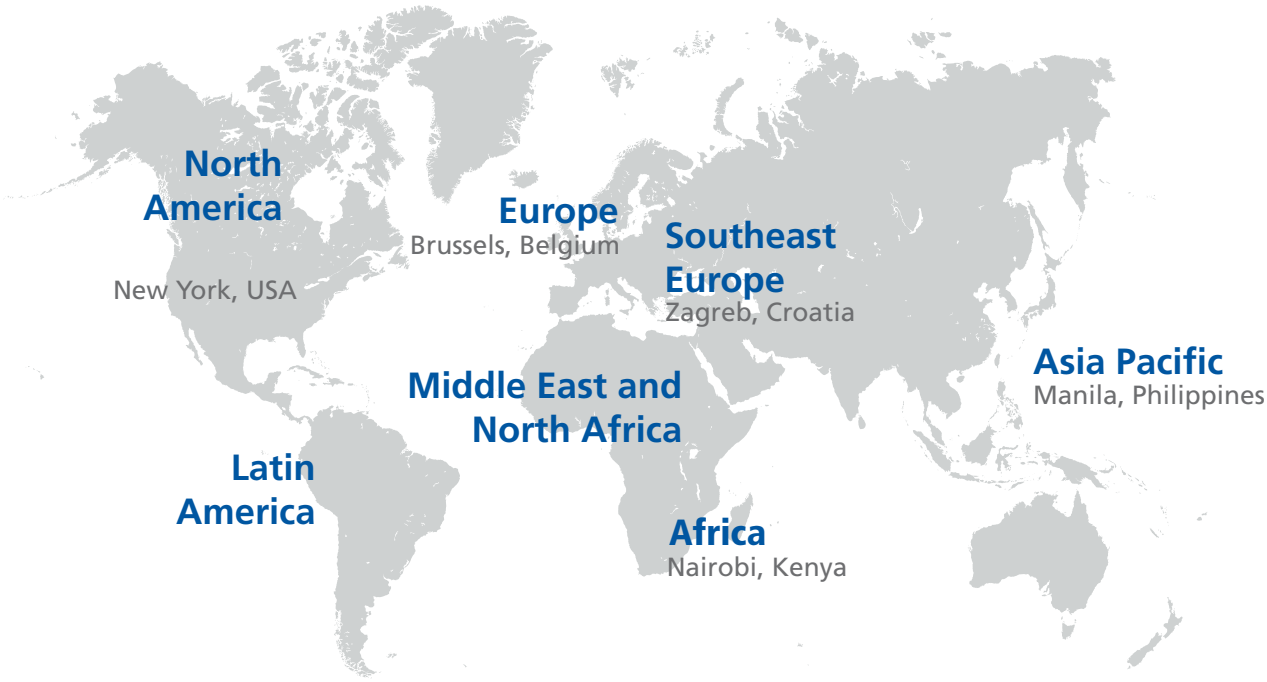 North
America
New York, USA
Europe
Brussels, Belgium
Southeast
Europe
Zagreb, Croatia
Middle East and
North Africa
Asia Pacific
Manila, Philippines
Latin
America
Africa
Nairobi, Kenya